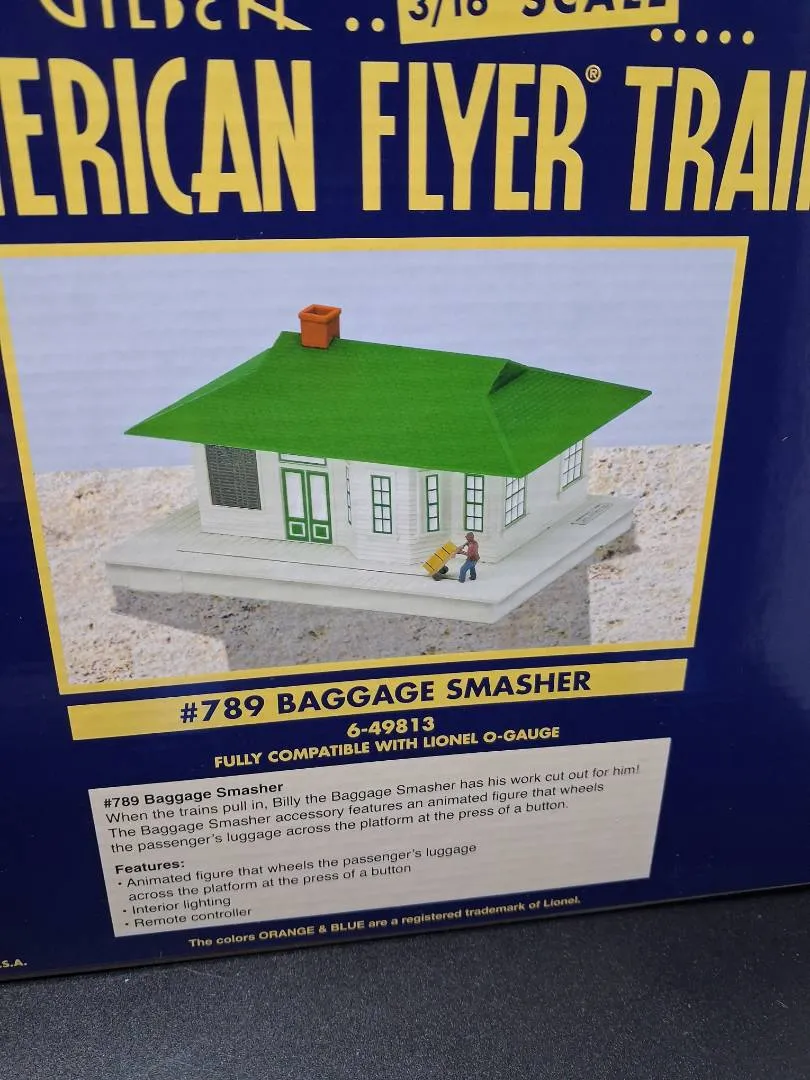 3/16" SCALE
ERICAN FLYER® TRAI
#789 BAGGAGE SMASHER
6-49813
FULLY COMPATIBLE WITH LIONEL O-GAUGE
#789 Baggage Smasher
When the trains pull in, Billy the Baggage Smasher has his work cut out for him!
The Baggage Smasher accessory features an animated figure that wheels
the passenger's luggage across the platform at the press of a button.
Features:
· Animated figure that wheels the passenger's luggage
across the platform at the press of a button
· Interior lighting
· Remote controller
The colors ORANGE & BLUE are a registered trademark of Lionel.
.S.A.